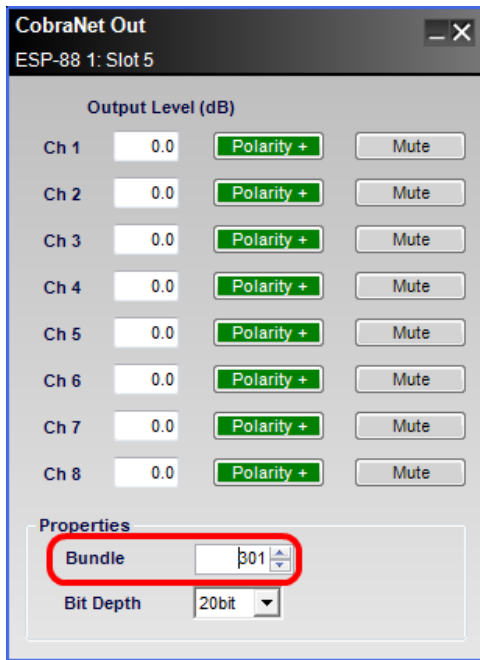 CobraNet Out
ESP-88 1: Slot 5
Output Level (dB)
Ch 1 0.0 Polarity + Mute
Ch 2 0.0 Polarity + Mute
Ch 3 0.0 Polarity + Mute
Ch 4 0.0 Polarity + Mute
Ch 5 0.0 Polarity + Mute
Ch 6 0.0 Polarity + Mute
Ch 7 0.0 Polarity + Mute
Ch 8 0.0 Polarity + Mute
Properties
Bundle 301
Bit Depth 20bit